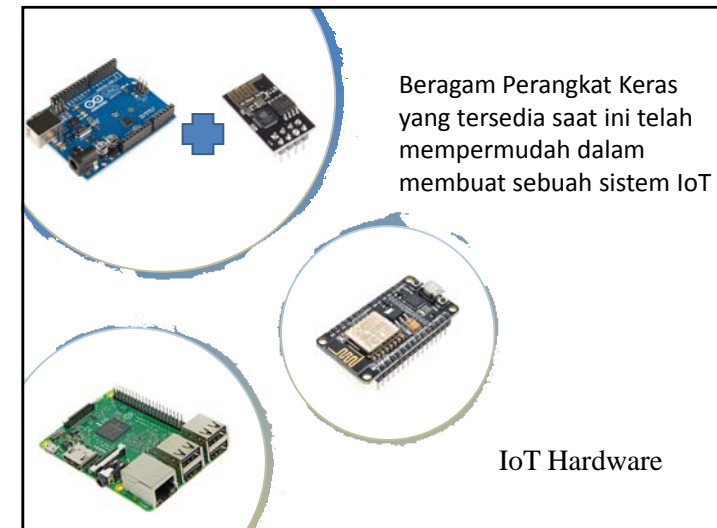 Beragam Perangkat Keras
yang tersedia saat ini telah
mempermudah dalam
membuat sebuah sistem IoT
IoT Hardware